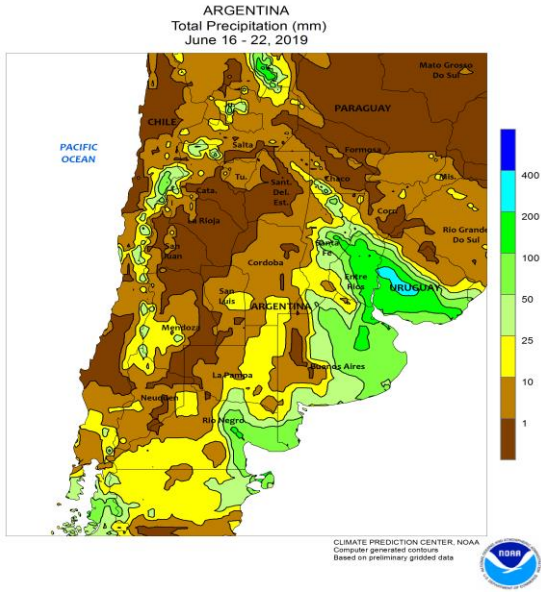 ARGENTINA
Total Precipitation (mm)
June 16 - 22, 2019
Mato Grosso
Do Sul
PARAGUAY
CHILE
PACIFIC
OCEAN
Salta
Formosa
Tu.
Chaco
Mis.
Cata.
Sant.
Del.
Est.
Corr
La Rioja
Rio Grande
Do Sul
Santa
Fe
San
Juan
Cordoba
Entre
Rios
URUGUAY
San
Luis
ARGENTINA
Mendoza
Buenos Aires
La Pampa
Neuquen
Rio Negro
400
200
100
50
25
10
1
CLIMATE PREDICTION CENTER, NOAA
Computer generated contours
Based on preliminary gridded data
NOAA